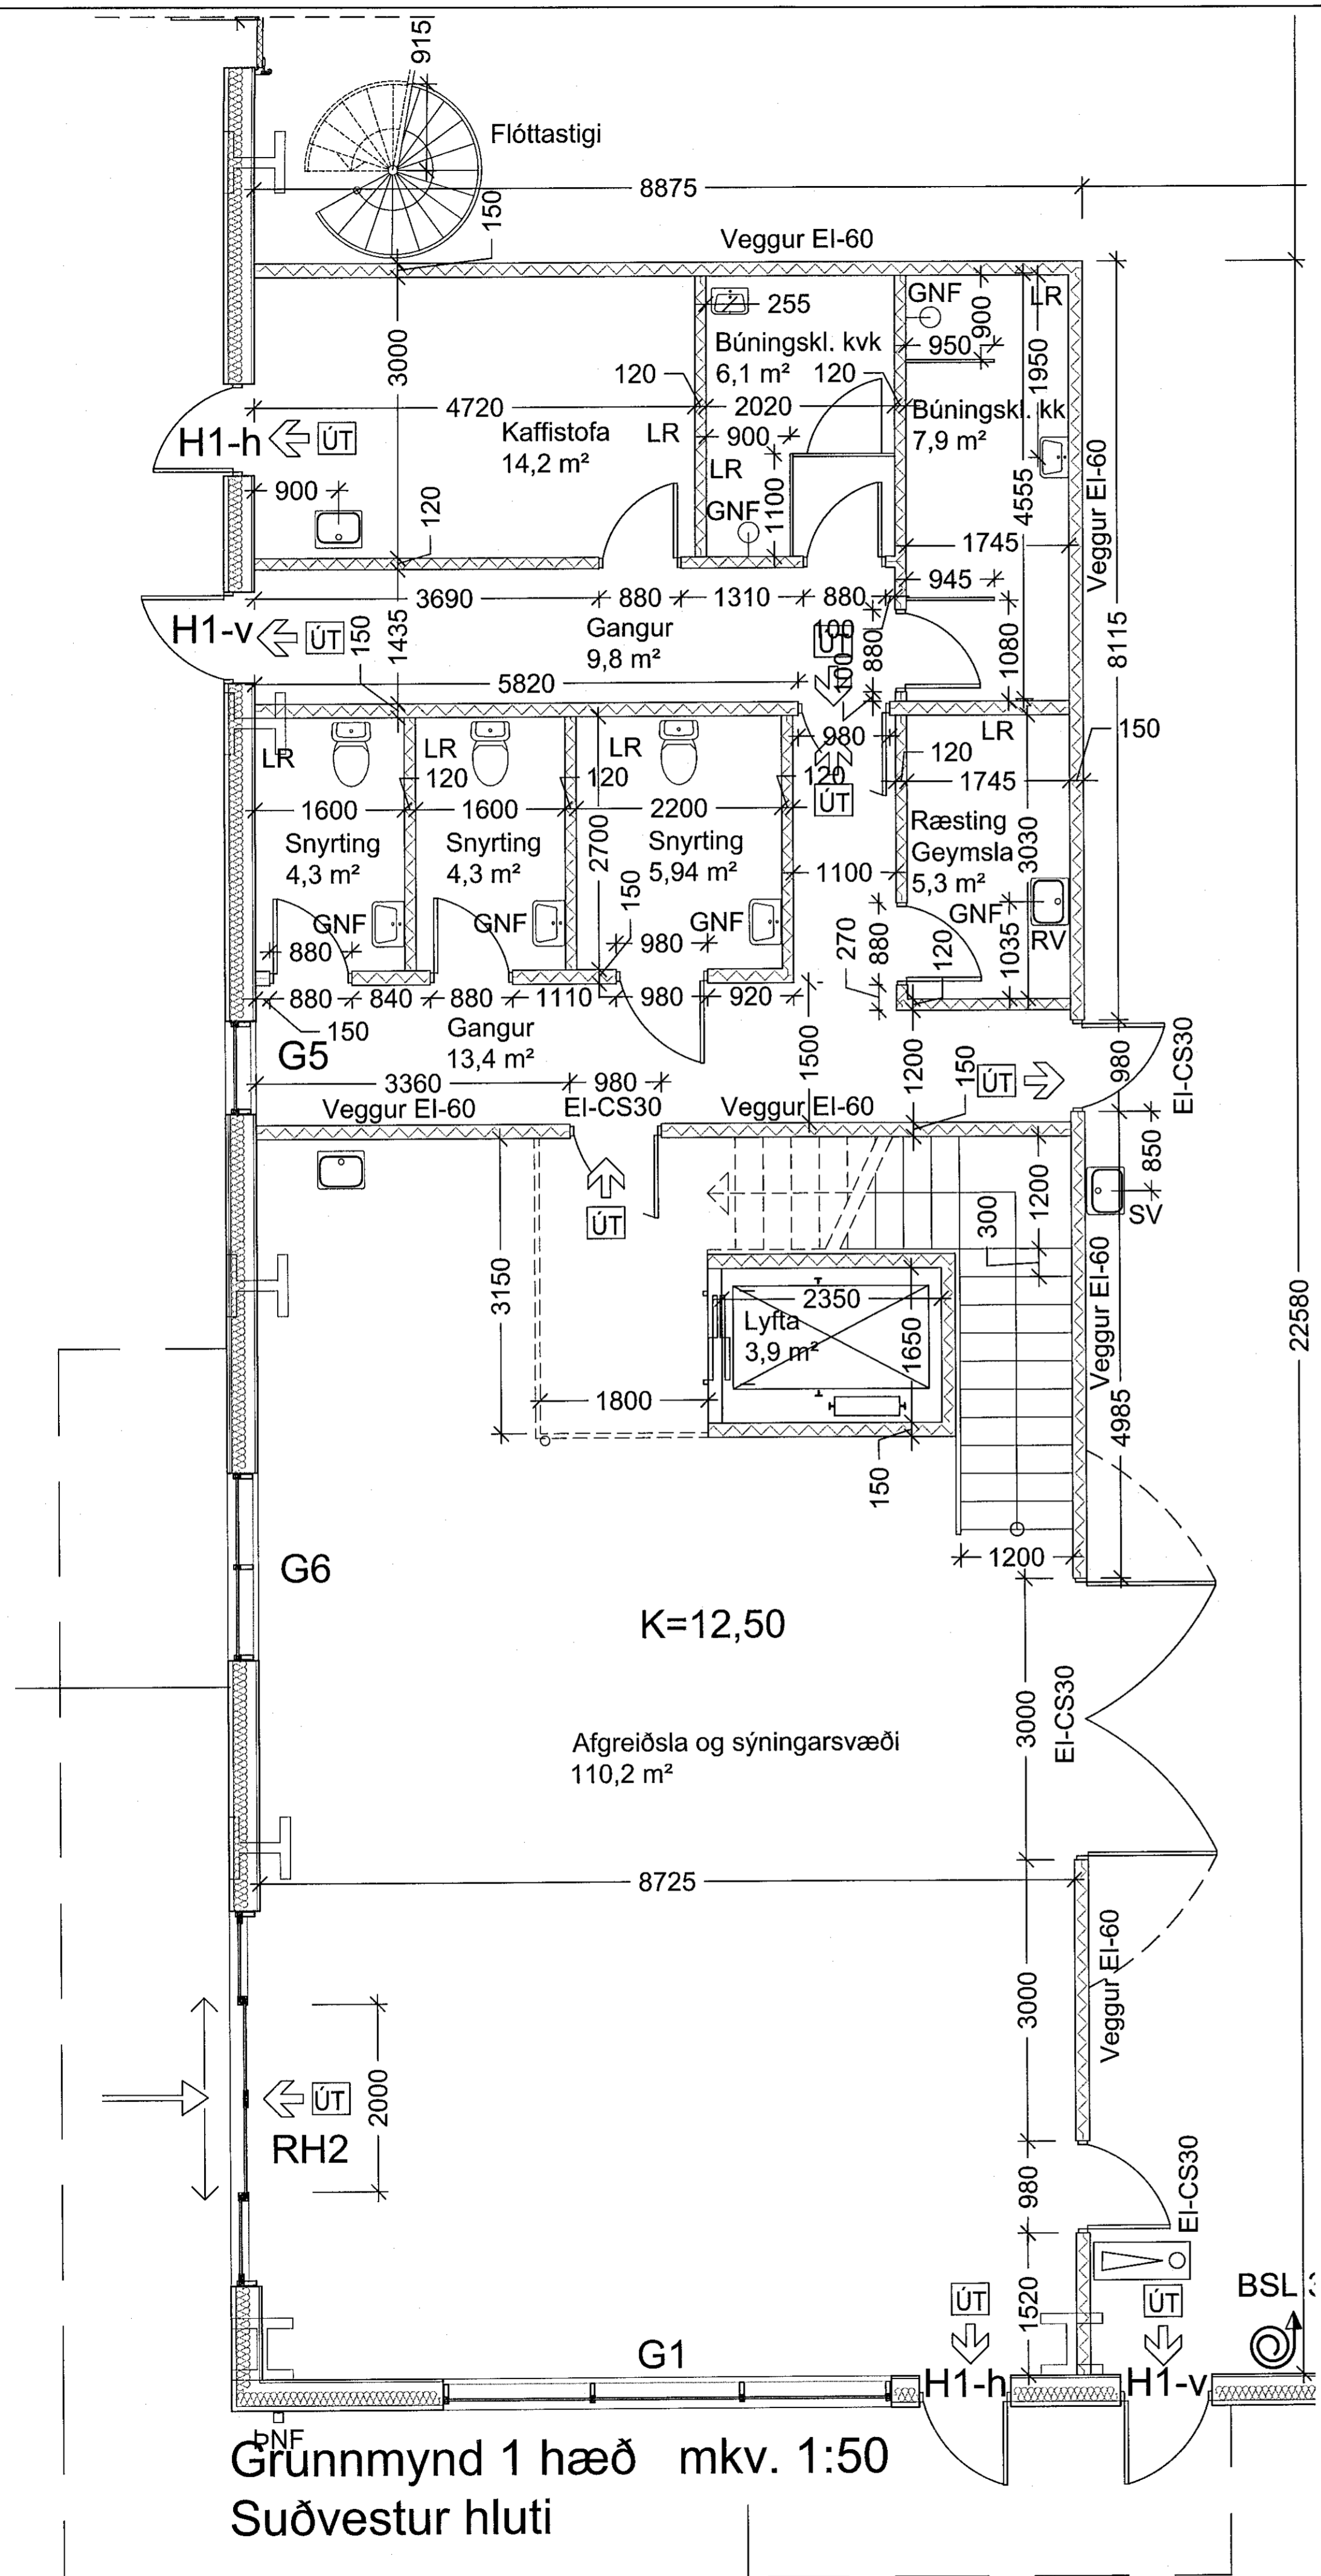 915
Flóttastigi
8875
150
Veggur EI-60
3000
255
GNF
LR
900
950
1950
Búningskl. kvk
6,1 m²
120
120
4720
2020
Búningskl. kk
7,9 m²
Kaffistofa
14,2 m²
LR
900
LR
H1-h
ÚT
900
120
GNF
1100
4555
Veggur EI-60
1745
945
3690
880
1310
880
H1-v
ÚT
150
1435
Gangur
9,8 m²
100
ÚT
100
880
1080
8115
5820
LR
LR
LR
980
LR
120
120
120
120
1745
150
ÚT
1600
1600
2200
Snyrting
4,3 m²
Snyrting
4,3 m²
2700
Snyrting
5,94 m²
Ræsting
Geymsla
5,3 m²
3030
1100
150
GNF
GNF
GNF
GNF
RV
880
980
270
880
120
1035
880
840
880
1110
980
920
150
Gangur
13,4 m²
G5
1500
1200
150
ÚT
980
EI-CS30
3360
980
Veggur EI-60
EI-CS30
Veggur EI-60
850
SV
ÚT
300
1200
3150
2350
Lyfta
3,9 m²
1650
Veggur EI-60
22580
1800
4985
150
1200
G6
K=12,50
3000
EI-CS30
Afgreiðsla og sýningarsvæði
110,2 m²
8725
3000
Veggur EI-60
ÚT
2000
RH2
980
EI-CS30
1520
ÚT
ÚT
BSL
G1
H1-h
H1-v
ÞNF
Grunnmynd 1 hæð mkv. 1:50
Suðvestur hluti